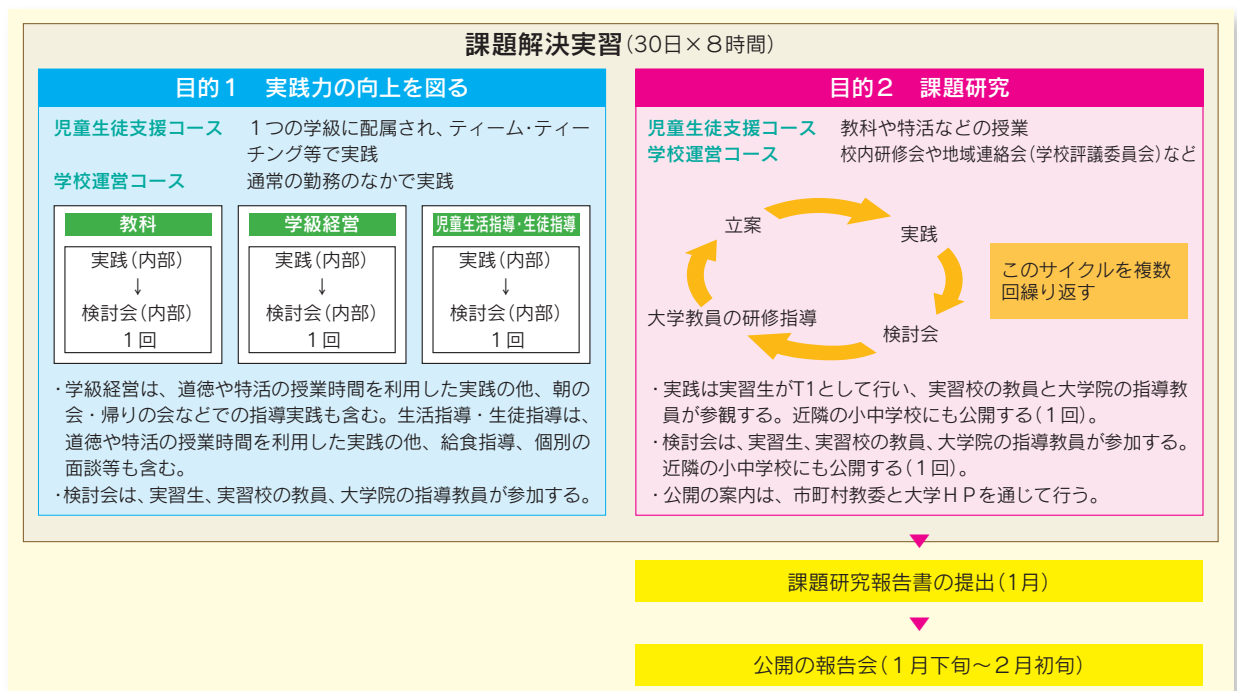 課題解決実習(30日×8時間)
目的1 実践力の向上を図る
児童生徒支援コース 1つの学級に配属され、ティーム・ティー
チング等で実践
学校運営コース 通常の勤務のなかで実践
教科
実践(内部)
↓
検討会(内部)
1回
学級経営
実践(内部)
↓
検討会(内部)
1回
児童生活指導・生徒指導
実践(内部)
↓
検討会(内部)
1回
・学級経営は、道徳や特活の授業時間を利用した実践の他、朝の
会・帰りの会などでの指導実践も含む。生活指導・生徒指導は、
道徳や特活の授業時間を利用した実践の他、給食指導、個別の
面談等も含む。
・検討会は、実習生、実習校の教員、大学院の指導教員が参加する。
目的2 課題研究
児童生徒支援コース 教科や特活などの授業
学校運営コース 校内研修会や地域連絡会(学校評議委員会)など
立案
実践
検討会
大学教員の研修指導
このサイクルを複数
回繰り返す
・実践は実習生がT1として行い、実習校の教員と大学院の指導教
員が参観する。近隣の小中学校にも公開する(1回)。
・検討会は、実習生、実習校の教員、大学院の指導教員が参加する。
近隣の小中学校にも公開する(1回)。
・公開の案内は、市町村教委と大学HPを通じて行う。
課題研究報告書の提出(1月)
公開の報告会(1月下旬~2月初旬)